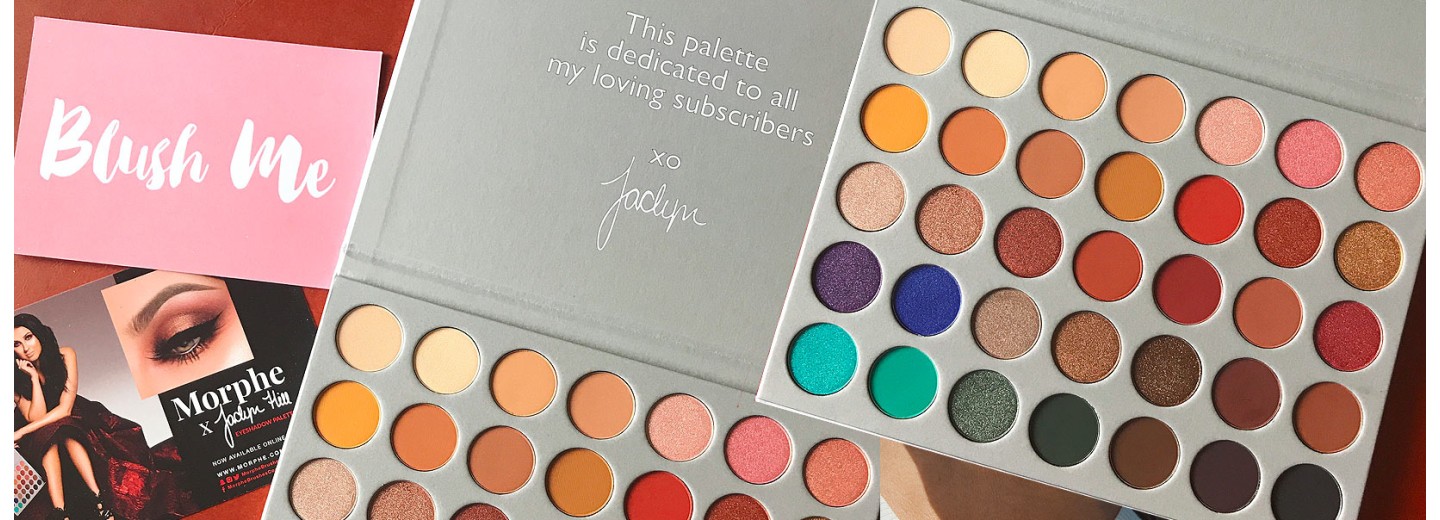 Blush Me
This palette
is dedicated to all
my loving subscribers
xo
Jaclyn
Morphe
X Jaclyn Hill
EYESHADOW PALETTE
NOW AVAILABLE ONLINE
WWW.MORPHE.COM